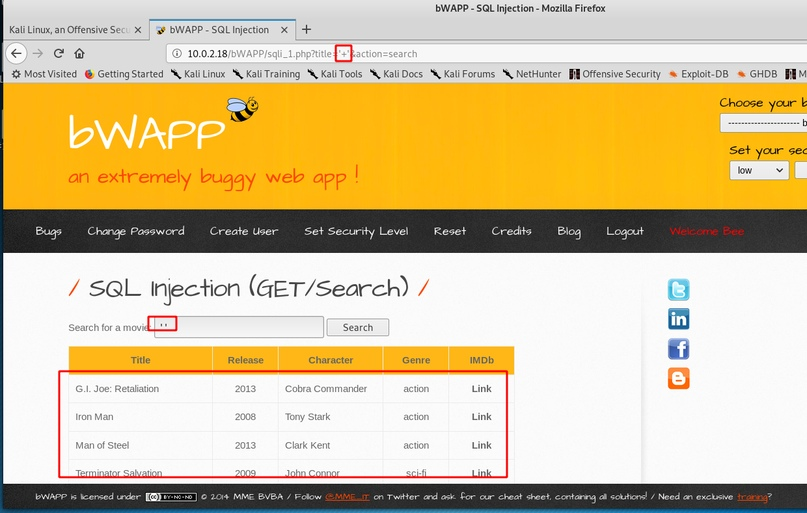 bWAPP - SQL Injection - Mozilla Firefox
Kali Linux, an Offensive Sec
bWAPP - SQL Injection
10.0.2.18/bWAPP/sqli_1.php?title='+'&action=search
Most Visited Getting Started Kali Linux Kali Training Kali Tools Kali Docs Kali Forums NetHunter Offensive Security Exploit-DB GHDB M
Choose your b
bWAPP
---------------------- b
an extremely buggy web app !
Set your sec
low
Bugs Change Password Create User Set Security Level Reset Credits Blog Logout Welcome Bee
/ SQL Injection (GET/Search) /
Search for a movie: ' ' Search
Title Release Character Genre IMDb
G.I. Joe: Retaliation 2013 Cobra Commander action Link
Iron Man 2008 Tony Stark action Link
Man of Steel 2013 Clark Kent action Link
Terminator Salvation 2009 John Connor sci-fi Link
bWAPP is licensed under (cc) BY-NC-ND © 2014 MME BVBA / Follow @MME_IT on Twitter and ask for our cheat sheet, containing all solutions! / Need an exclusive training?